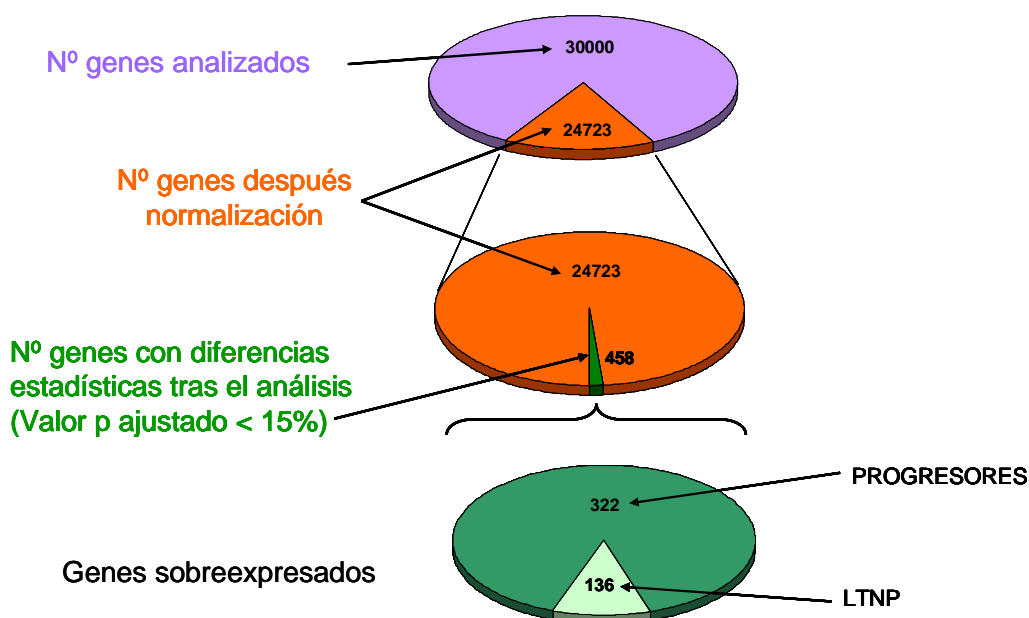 30000
Nº genes analizados
24723
Nº genes después
normalización
24723
Nº genes con diferencias
estadísticas tras el análisis
(Valor p ajustado < 15%)
458
PROGRESORES
322
Genes sobreexpresados
136
LTNP